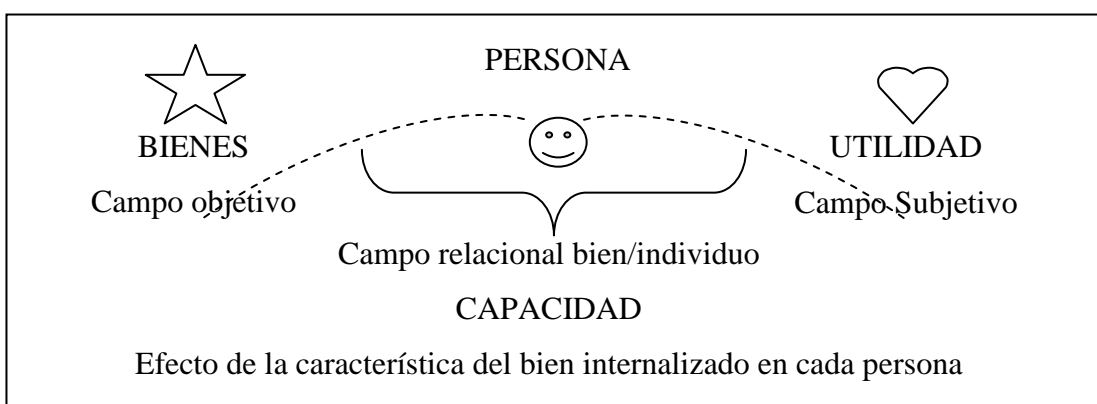 PERSONA
BIENES
UTILIDAD
Campo objetivo
Campo Subjetivo
Campo relacional bien/individuo
CAPACIDAD
Efecto de la característica del bien internalizado en cada persona